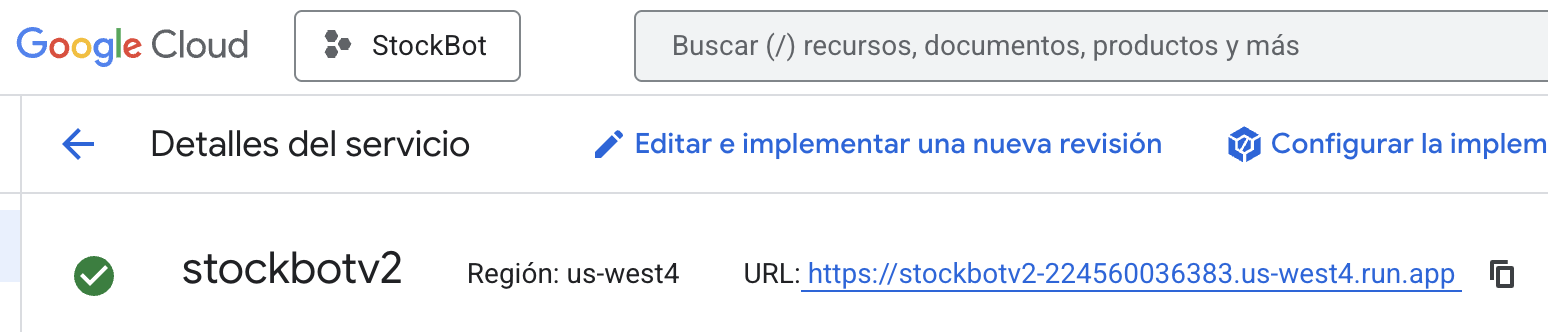 Google Cloud StockBot Buscar (/) recursos, documentos, productos y más
Detalles del servicio Editar e implementar una nueva revisión Configurar la implem
stockbotv2 Región: us-west4 URL: https://stockbotv2-224560036383.us-west4.run.app